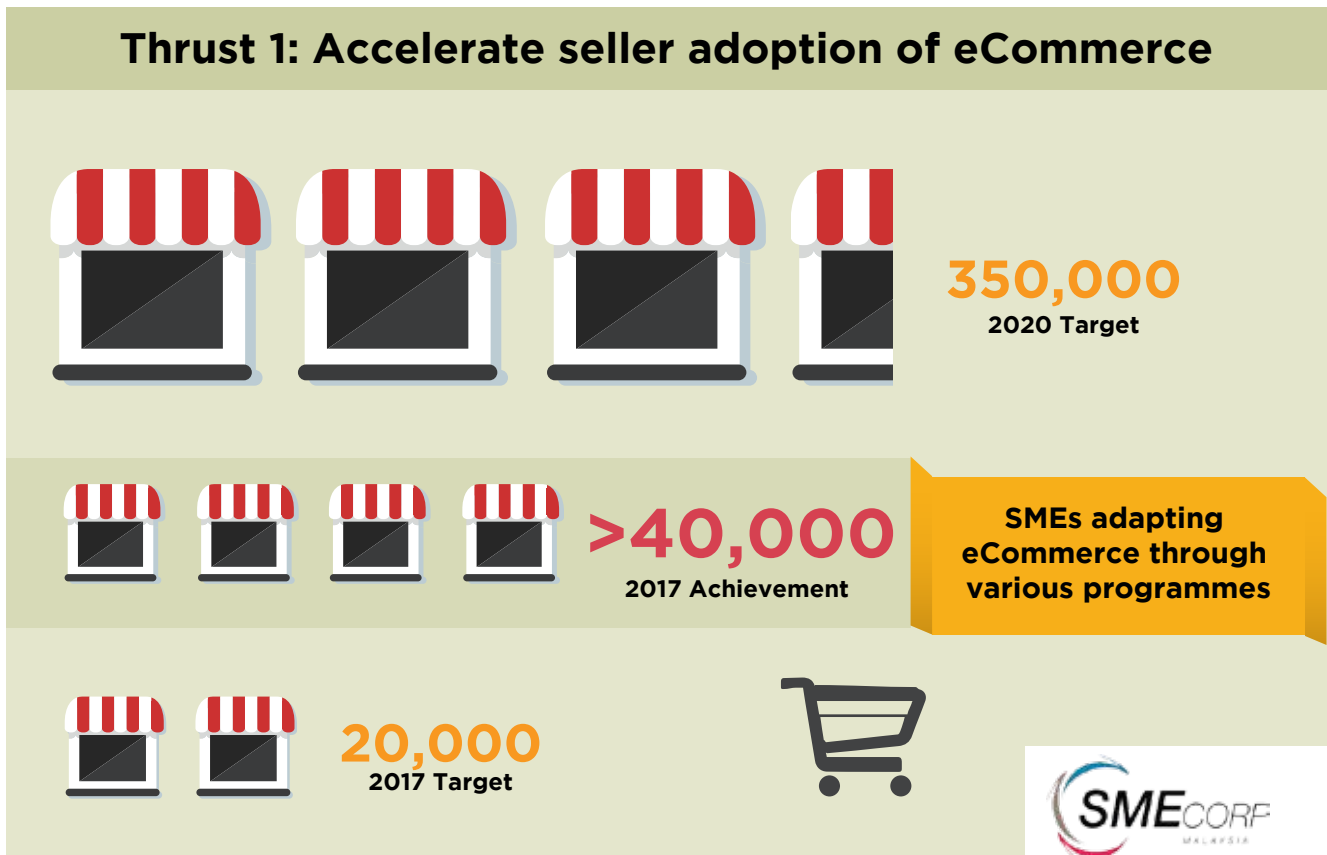 Thrust 1: Accelerate seller adoption of eCommerce
350,000
2020 Target
>40,000
2017 Achievement
SMEs adapting
eCommerce through
various programmes
20,000
2017 Target
SMECORP
MALAYSIA